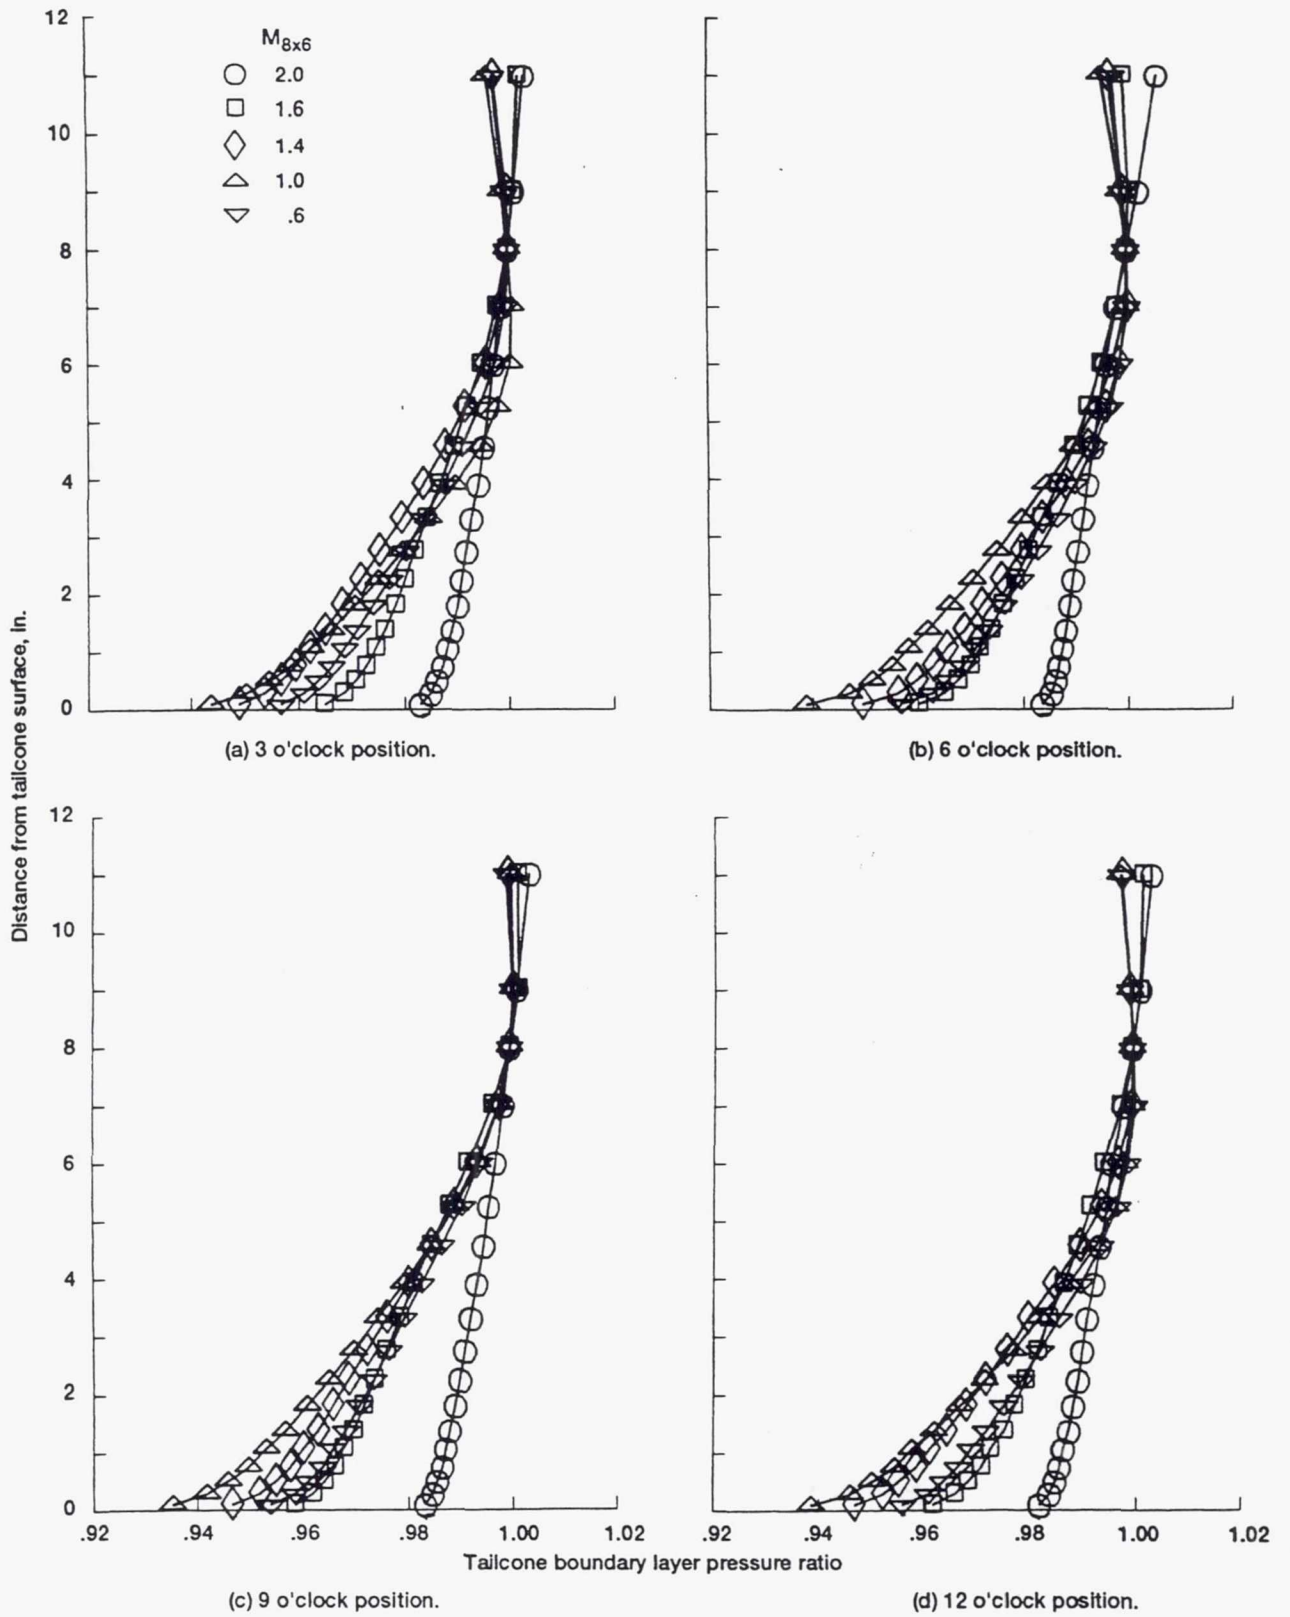 12
10
8
6
4
2
0
M8x6
2.0
1.6
1.4
1.0
.6
(a) 3 o'clock position.
(b) 6 o'clock position.
Distance from tailcone surface, in.
12
10
8
6
4
2
0
.92 .94 .96 .98 1.00 1.02
.92 .94 .96 .98 1.00 1.02
Tailcone boundary layer pressure ratio
(c) 9 o'clock position.
(d) 12 o'clock position.